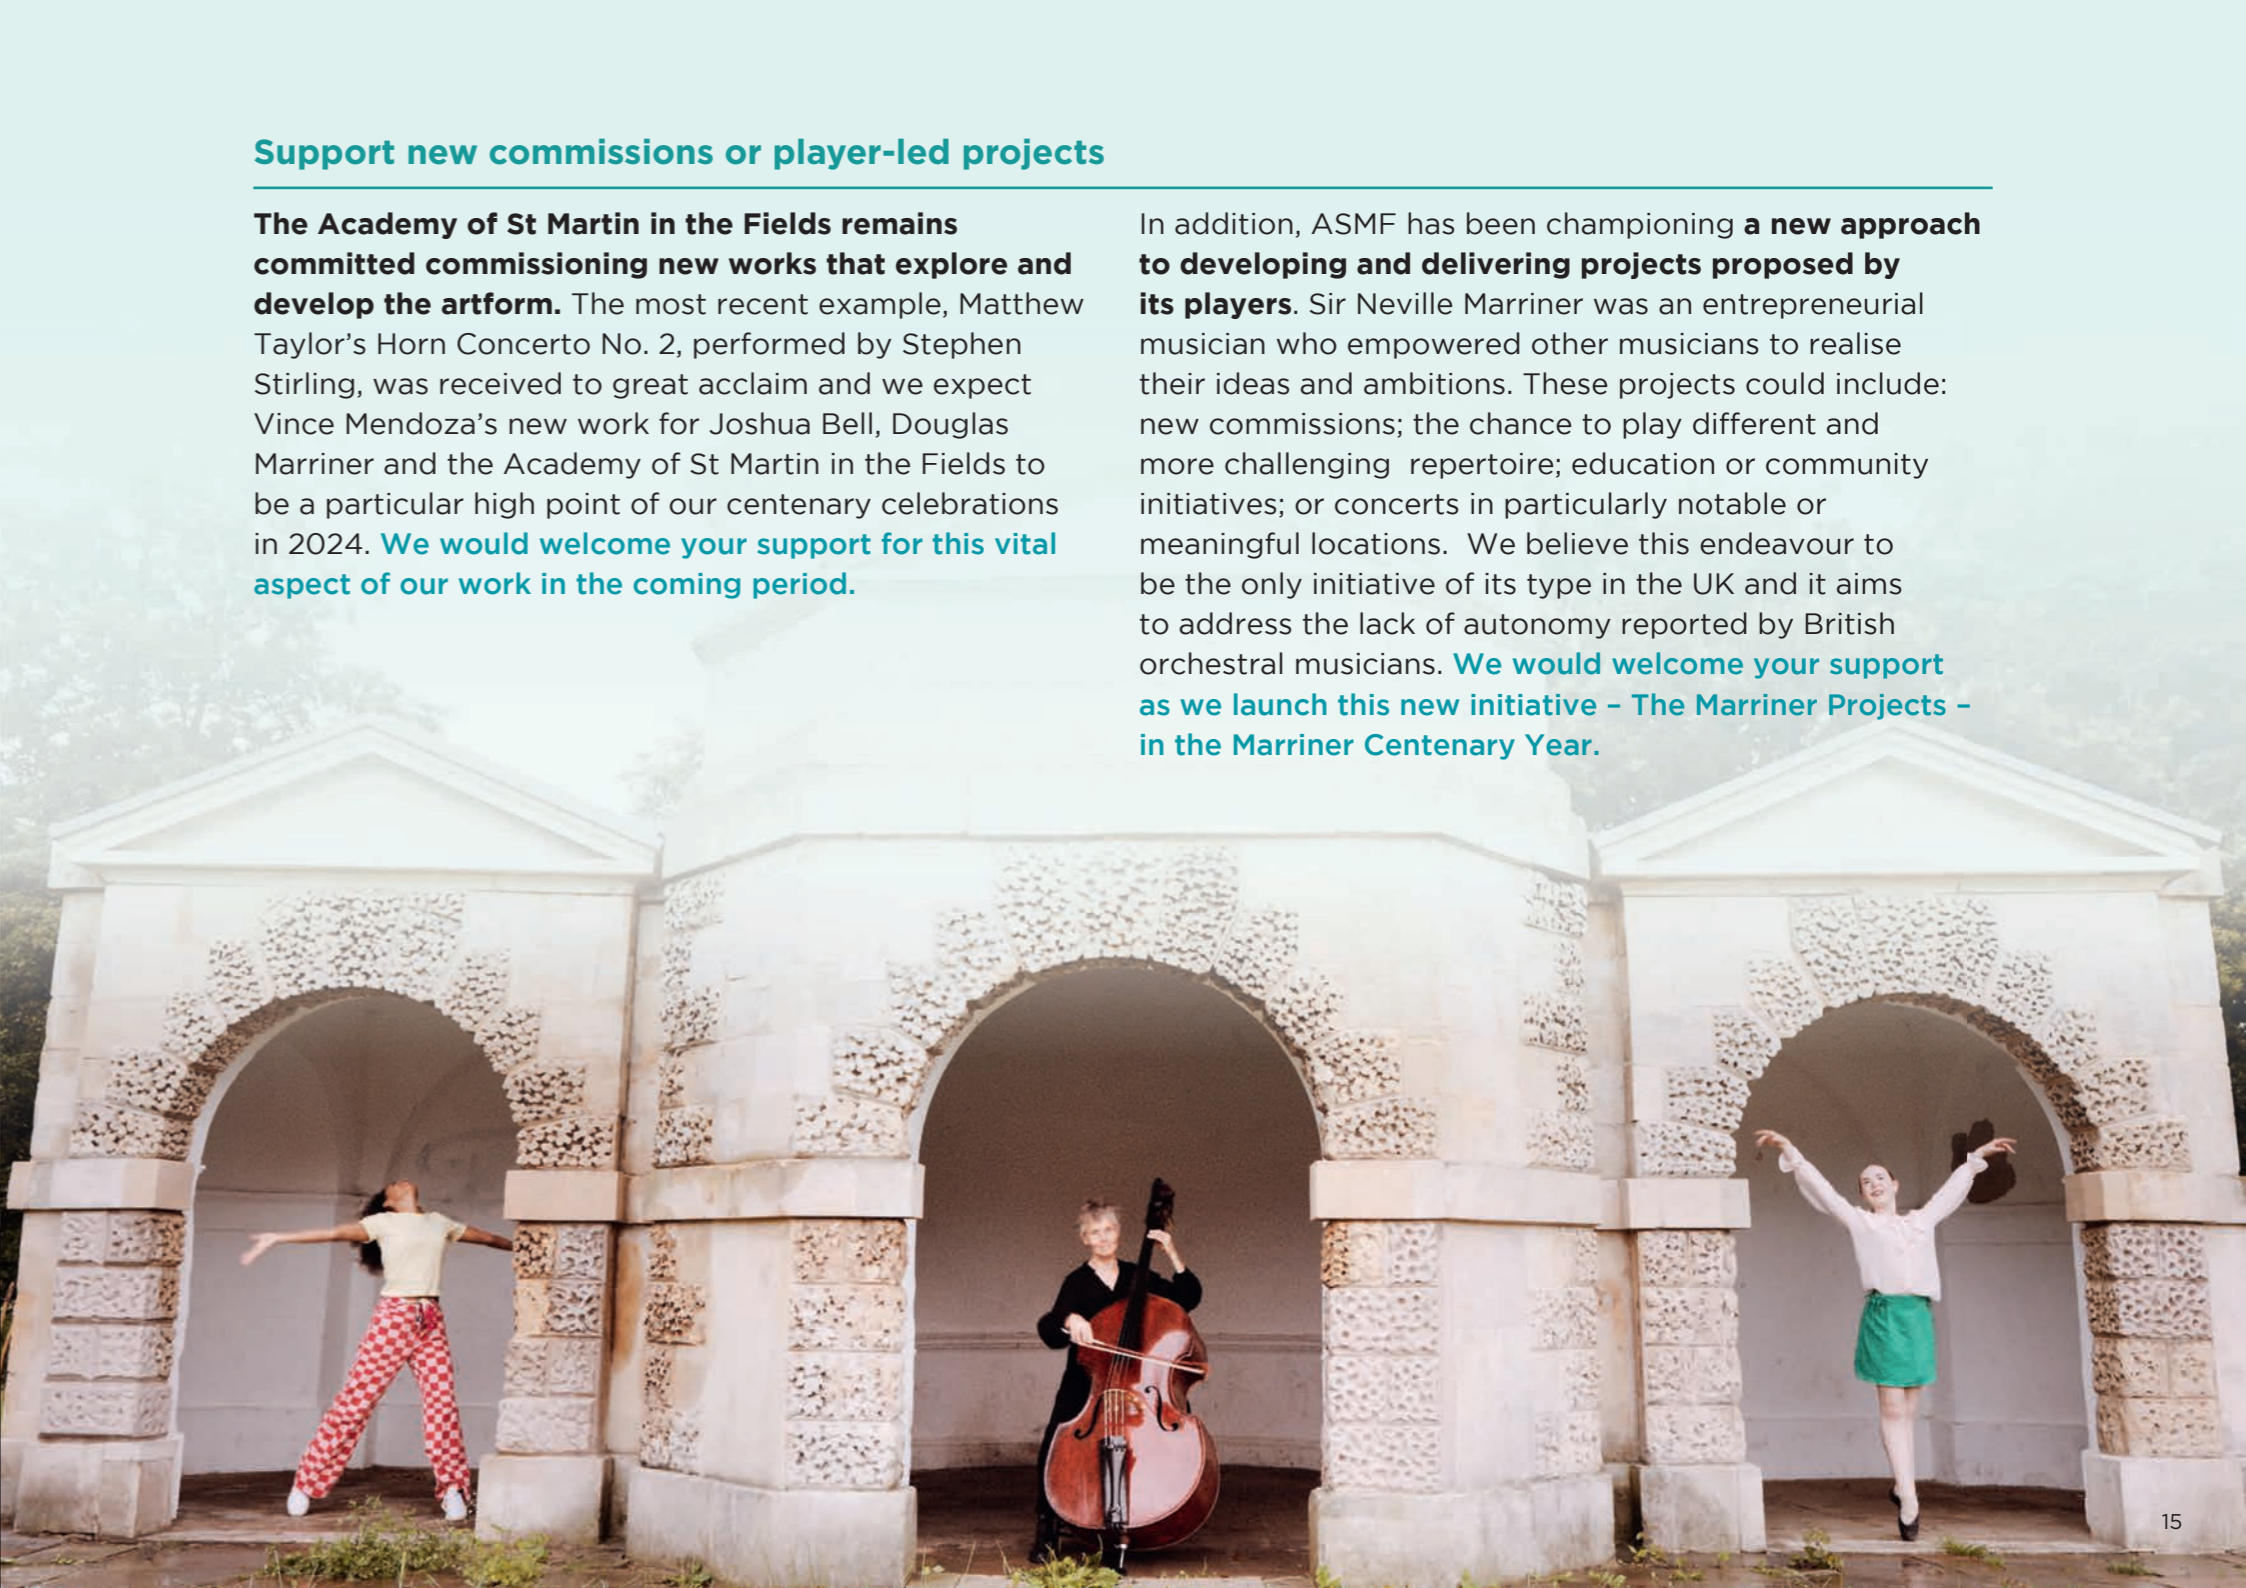 Support new commissions or player-led projects
The Academy of St Martin in the Fields remains
committed commissioning new works that explore and
develop the artform. The most recent example, Matthew
Taylor’s Horn Concerto No. 2, performed by Stephen
Stirling, was received to great acclaim and we expect
Vince Mendoza’s new work for Joshua Bell, Douglas
Marriner and the Academy of St Martin in the Fields to
be a particular high point of our centenary celebrations
in 2024. We would welcome your support for this vital
aspect of our work in the coming period.
In addition, ASMF has been championing a new approach
to developing and delivering projects proposed by
its players. Sir Neville Marriner was an entrepreneurial
musician who empowered other musicians to realise
their ideas and ambitions. These projects could include:
new commissions; the chance to play different and
more challenging  repertoire; education or community
initiatives; or concerts in particularly notable or
meaningful locations.  We believe this endeavour to
be the only initiative of its type in the UK and it aims
to address the lack of autonomy reported by British
orchestral musicians. We would welcome your support
as we launch this new initiative – The Marriner Projects –
in the Marriner Centenary Year.
15